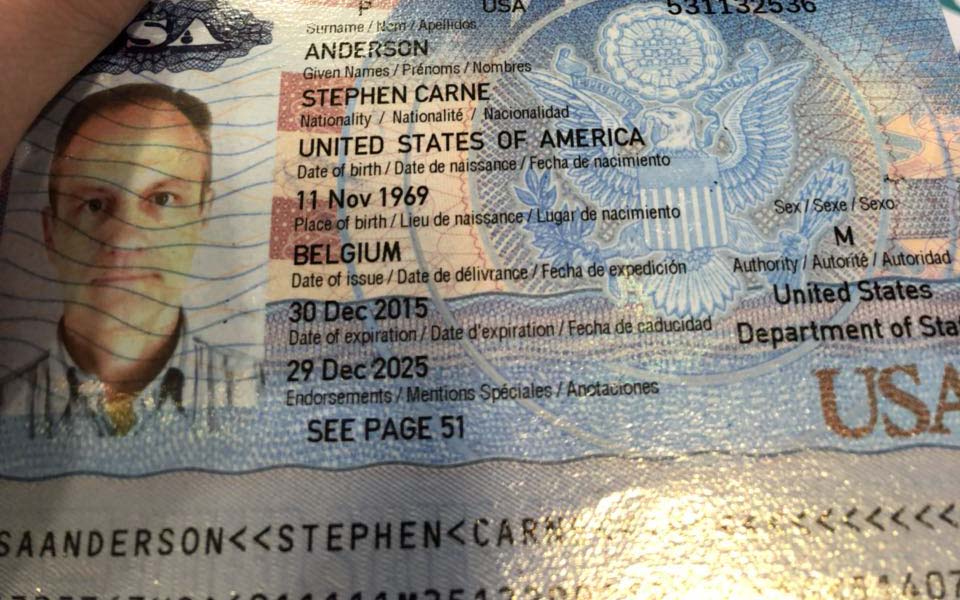 USA
P USA 531132536
Surname / Nom / Apellidos
ANDERSON
Given Names / Prénoms / Nombres
STEPHEN CARNE
Nationality / Nationalité / Nacionalidad
UNITED STATES OF AMERICA
Date of birth / Date de naissance / Fecha de nacimiento
11 Nov 1969
Place of birth / Lieu de naissance / Lugar de nacimiento
Sex / Sexe / Sexo
BELGIUM
M
Date of issue / Date de délivrance / Fecha de expedición
Authority / Autorité / Autoridad
30 Dec 2015
United States
Date of expiration / Date d'expiration / Fecha de caducidad
Department of Sta
29 Dec 2025
Endorsements / Mentions Spéciales / Anotaciones
USA
SEE PAGE 51
SAANDERSON<<STEPHEN<CARN